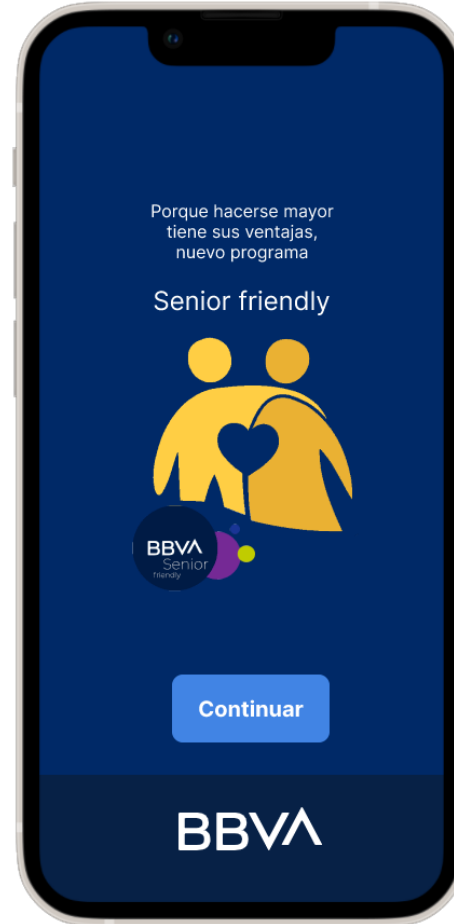 Porque hacerse mayor
tiene sus ventajas,
nuevo programa
Senior friendly
BBVA
Senior
friendly
Continuar
BBVA